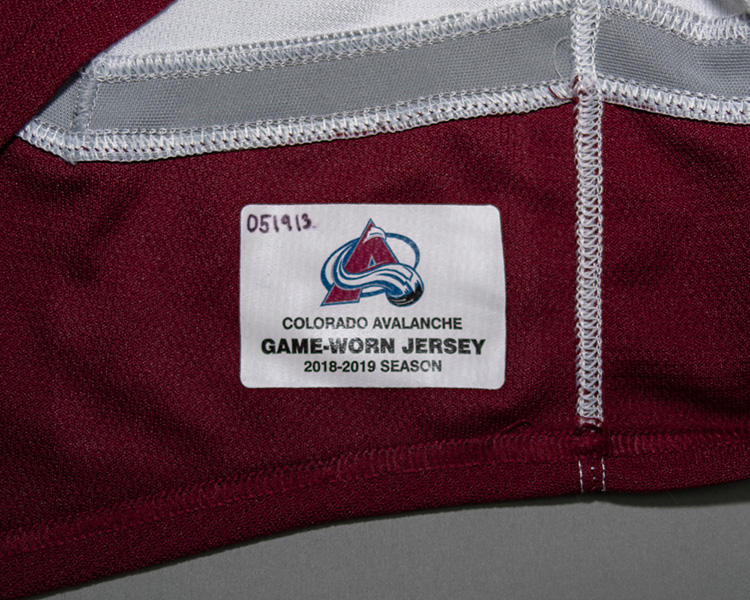 051913
COLORADO AVALANCHE
GAME-WORN JERSEY
2018-2019 SEASON